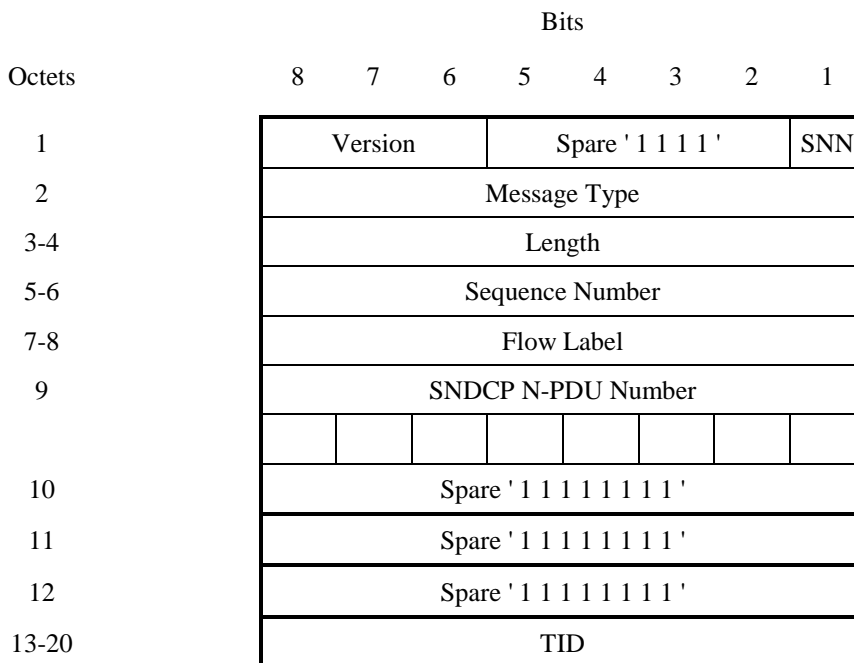 Bits
Octets 8 7 6 5 4 3 2 1
1 Version Spare ' 1 1 1 1 ' SNN
2 Message Type
3-4 Length
5-6 Sequence Number
7-8 Flow Label
9 SNDCP N-PDU Number
10 Spare ' 1 1 1 1 1 1 1 1 '
11 Spare ' 1 1 1 1 1 1 1 1 '
12 Spare ' 1 1 1 1 1 1 1 1 '
13-20 TID